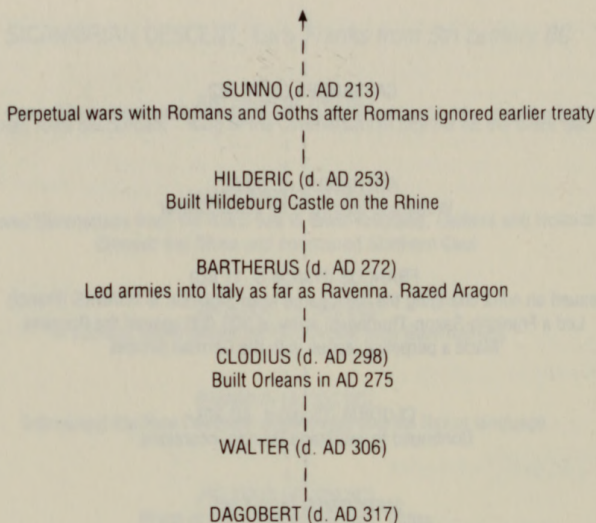 SUNNO (d. AD 213)
Perpetual wars with Romans and Goths after Romans ignored earlier treaty
HILDERIC (d. AD 253)
Built Hildeburg Castle on the Rhine
BARTHERUS (d. AD 272)
Led armies into Italy as far as Ravenna. Razed Aragon
CLODIUS (d. AD 298)
Built Orleans in AD 275
WALTER (d. AD 306)
DAGOBERT (d. AD 317)